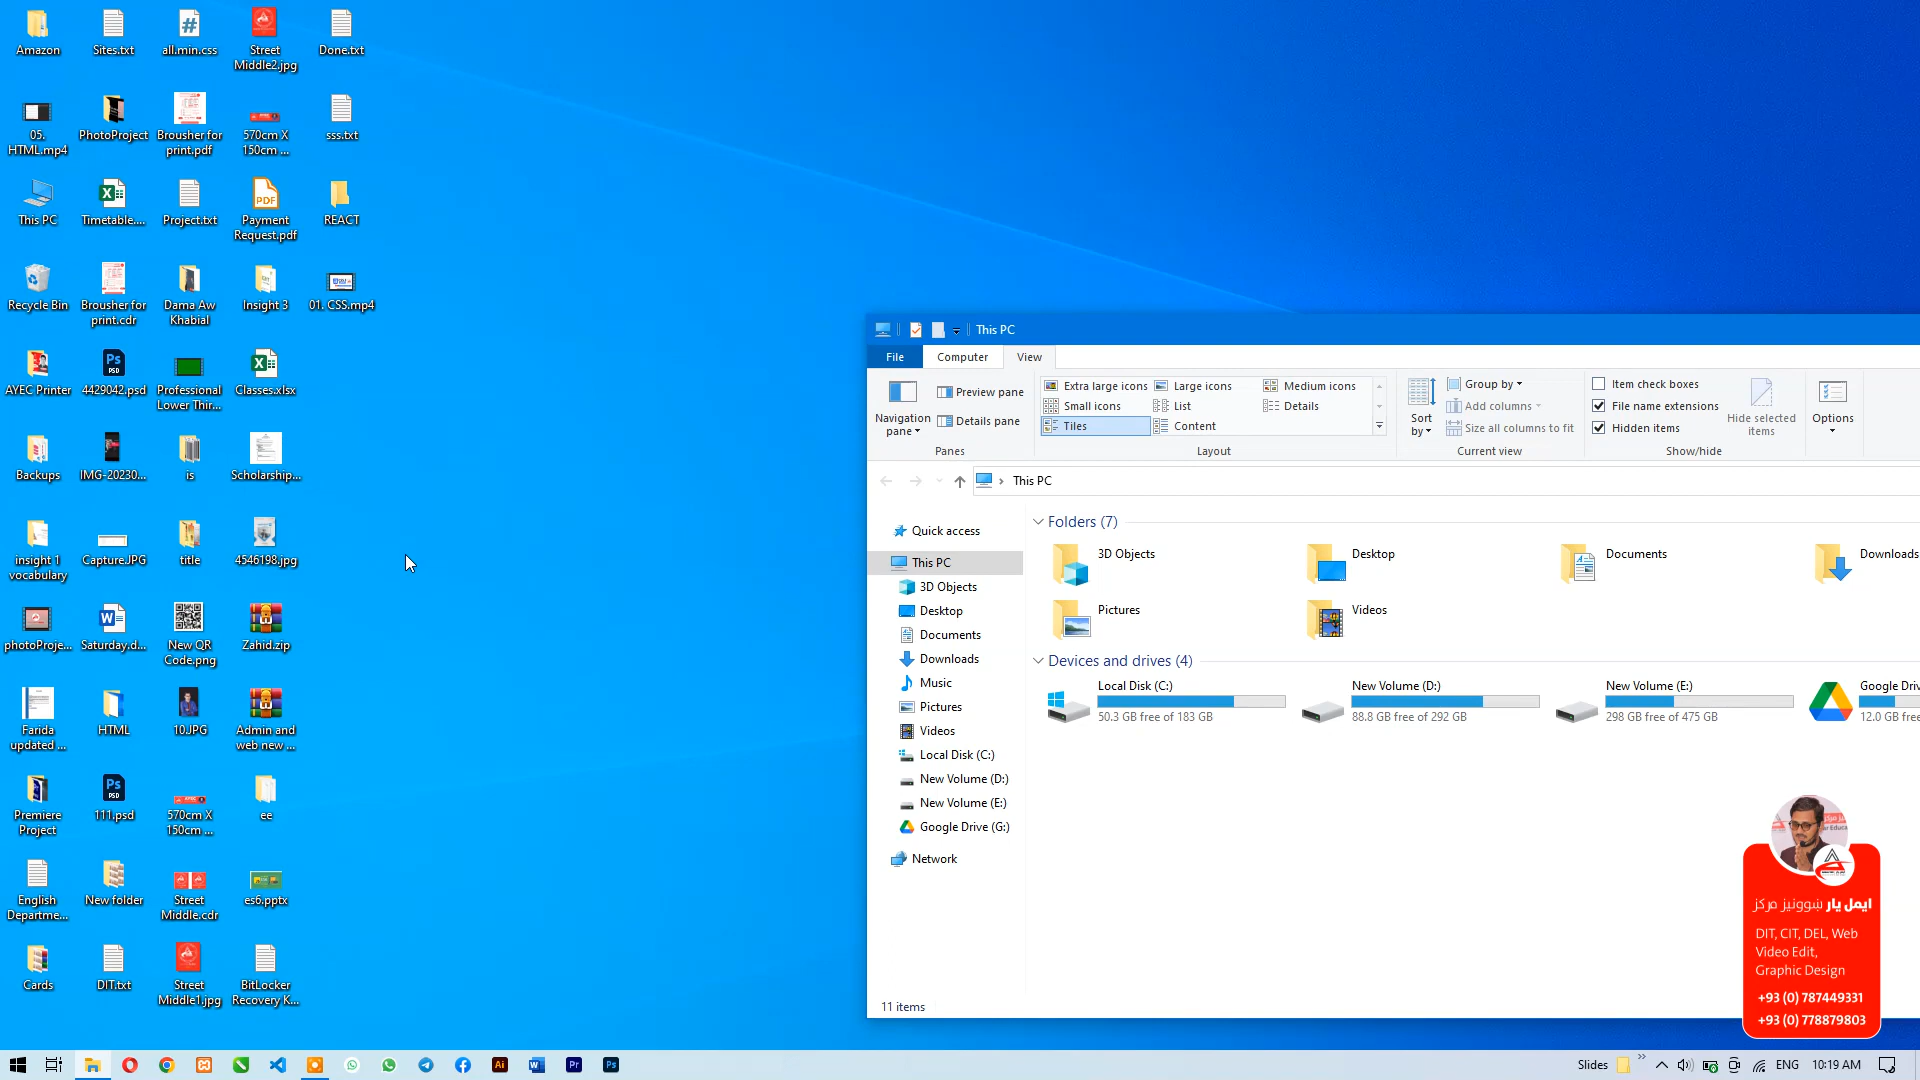 Amazon
Sites.txt
all.min.css
Street
Middle2.jpg
Done.txt
05.
HTML.mp4
PhotoProject
Brousher for
print.pdf
570cm X
150cm ...
sss.txt
This PC
Timetable....
Project.txt
Payment
Request.pdf
REACT
Recycle Bin
Brousher for
print.cdr
Dama Aw
Khabial
Insight 3
01. CSS.mp4
AYEC Printer
4429042.psd
Professional
Lower Thir...
Classes.xlsx
Backups
IMG-20230...
is
Scholarship...
insight 1
vocabulary
Capture.JPG
title
4546198.jpg
photoProje...
Saturday.d...
New QR
Code.png
Zahid.zip
Farida
updated ...
HTML
10.JPG
Admin and
web new ...
Premiere
Project
111.psd
570cm X
150cm ...
ee
English
Departme...
New folder
Street
Middle.cdr
es6.pptx
Cards
DIT.txt
Street
Middle1.jpg
BitLocker
Recovery K...
This PC
File
Computer
View
Navigation
pane
Preview pane
Details pane
Panes
Extra large icons
Large icons
Medium icons
Small icons
List
Details
Tiles
Content
Layout
Sort
by
Group by
Add columns
Size all columns to fit
Current view
Item check boxes
File name extensions
Hidden items
Hide selected
items
Show/hide
Options
This PC
Quick access
This PC
3D Objects
Desktop
Documents
Downloads
Music
Pictures
Videos
Local Disk (C:)
New Volume (D:)
New Volume (E:)
Google Drive (G:)
Network
Folders (7)
3D Objects
Desktop
Documents
Downloads
Pictures
Videos
Devices and drives (4)
Local Disk (C:)
50.3 GB free of 183 GB
New Volume (D:)
88.8 GB free of 292 GB
New Volume (E:)
298 GB free of 475 GB
Google
12.0 GB
11 items
ایمل یار ښوونیز مرکز
DIT, CIT, DEL, Web
Video Edit,
Graphic Design
+93 (0) 787449331
+93 (0) 778879803
Slides
ENG
10:19 AM